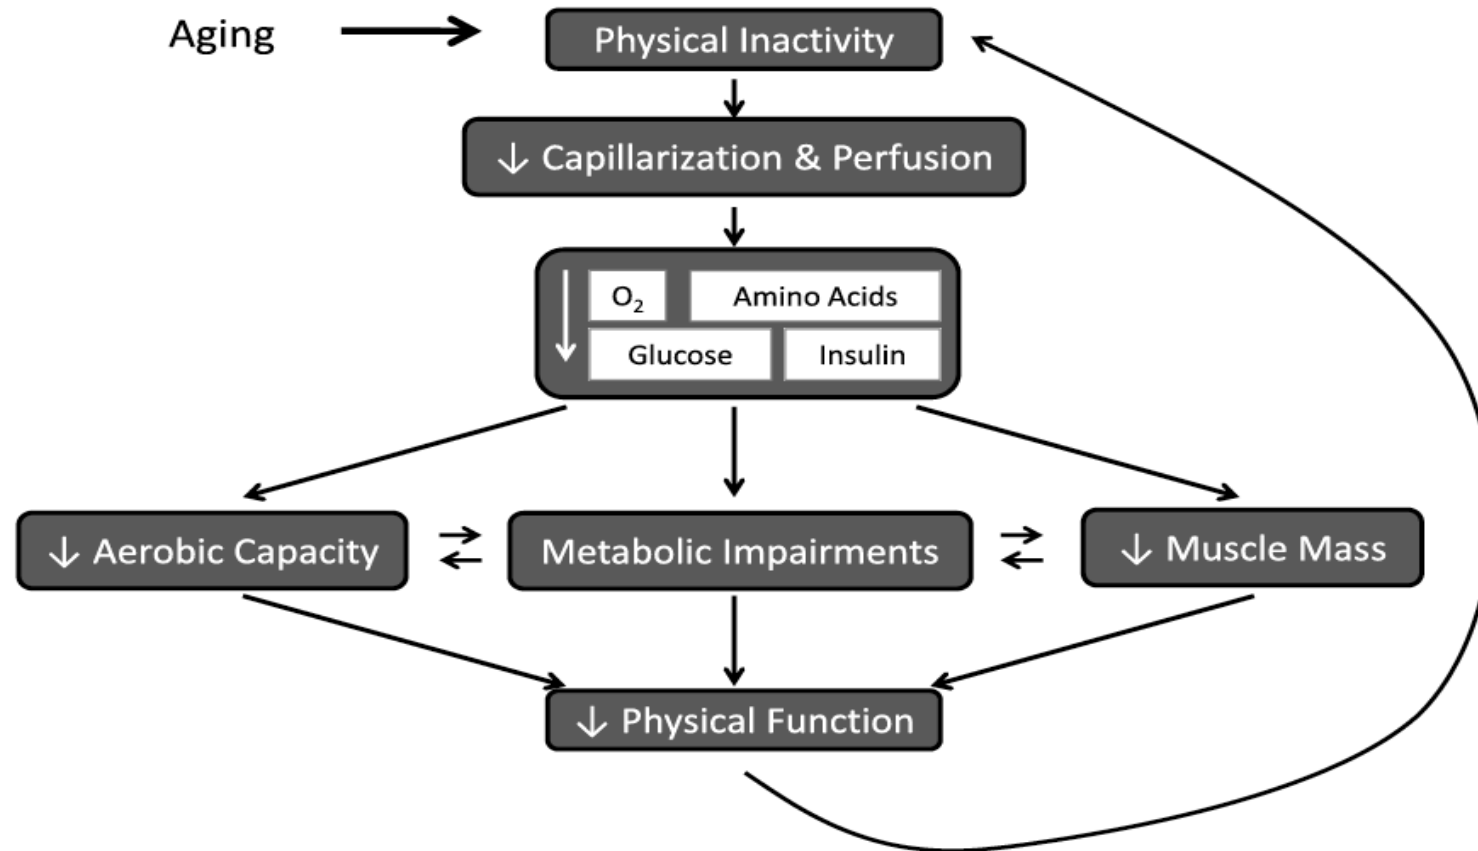 Aging
Physical Inactivity
↓ Capillarization & Perfusion
O₂ Amino Acids
Glucose Insulin
↓ Aerobic Capacity
Metabolic Impairments
↓ Muscle Mass
↓ Physical Function